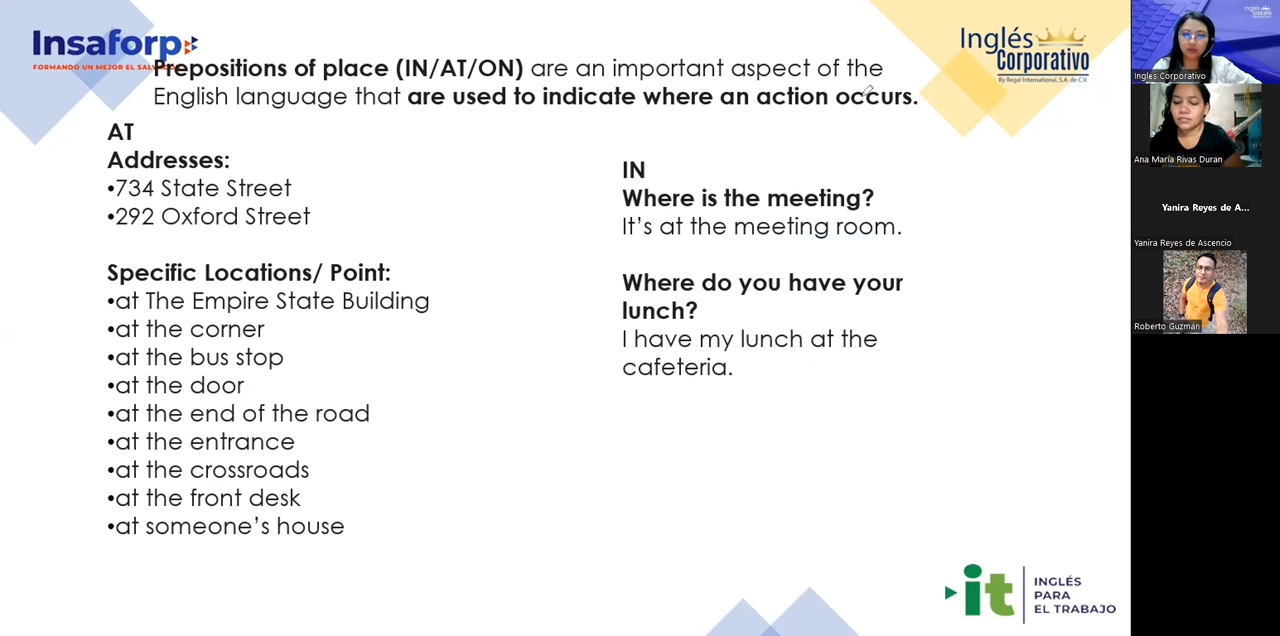 Insaforp
FORMANDO UN MEJOR EL SALV
Inglés
Corporativo
By Regal International, S.A. de C.V.
Prepositions of place (IN/AT/ON) are an important aspect of the
English language that are used to indicate where an action occurs.
AT
Addresses:
•734 State Street
•292 Oxford Street
Specific Locations/ Point:
•at The Empire State Building
•at the corner
•at the bus stop
•at the door
•at the end of the road
•at the entrance
•at the crossroads
•at the front desk
•at someone’s house
IN
Where is the meeting?
It’s at the meeting room.
Where do you have your
lunch?
I have my lunch at the
cafeteria.
it
INGLÉS
PARA
EL TRABAJO
Ingles Corporativo
Ana María Rivas Duran
Yanira Reyes de A...
Yanira Reyes de Ascencio
Roberto Guzmán